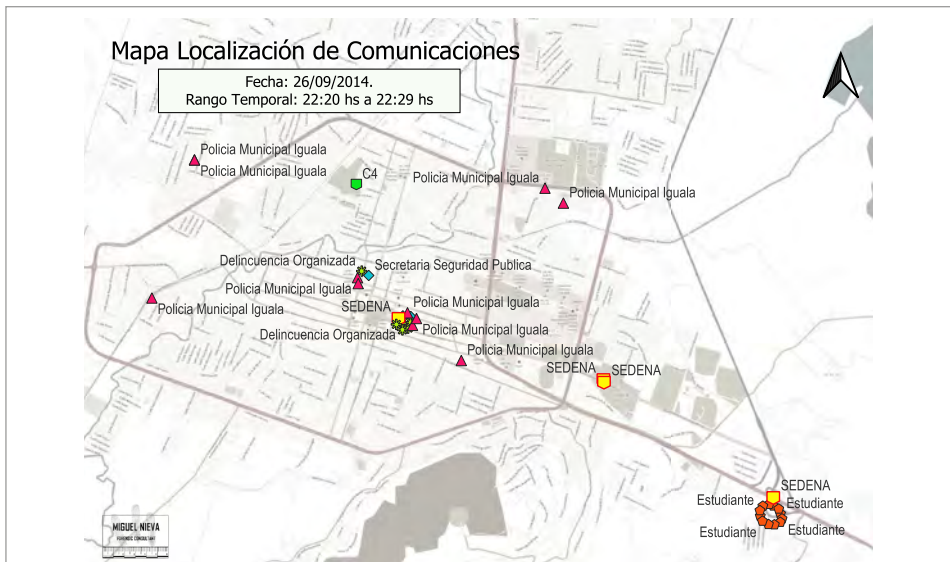 Mapa Localización de Comunicaciones
Fecha: 26/09/2014.
Rango Temporal: 22:20 hs a 22:29 hs
Policia Municipal Iguala
Policia Municipal Iguala
C4
Policia Municipal Iguala
Policia Municipal Iguala
Delincuencia Organizada
Secretaria Seguridad Publica
Policia Municipal Iguala
Policia Municipal Iguala
SEDENA
Policia Municipal Iguala
Delincuencia Organizada
Policia Municipal Iguala
Policia Municipal Iguala
SEDENA
SEDENA
SEDENA
Estudiante
Estudiante
Estudiante
Estudiante
MIGUEL NIEVA
FORENSIC CONSULTANT